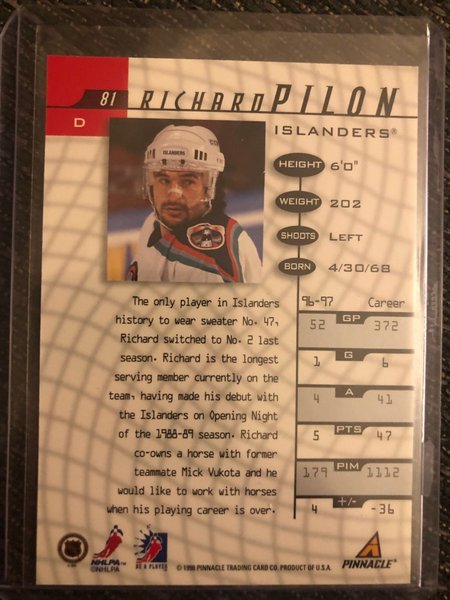 81 RICHARD PILON
D
ISLANDERS®
ISLANDERS
HEIGHT 6'0"
WEIGHT 202
SHOOTS LEFT
BORN 4/30/68
The only player in Islanders
history to wear sweater No. 47,
Richard switched to No. 2 last
season. Richard is the longest
serving member currently on the
team, having made his debut with
the Islanders on Opening Night
of the 1988-89 season. Richard
co-owns a horse with former
teammate Mick Vukota and he
would like to work with horses
when his playing career is over.
96-97 Career
52 GP 372
1 G 6
4 A 41
5 PTS 47
179 PIM 1112
4 +/- -36
NHLPA
©NHLPA
BE A PLAYER
© 1998 PINNACLE TRADING CARD CO. PRODUCT OF U.S.A.
PINNACLE